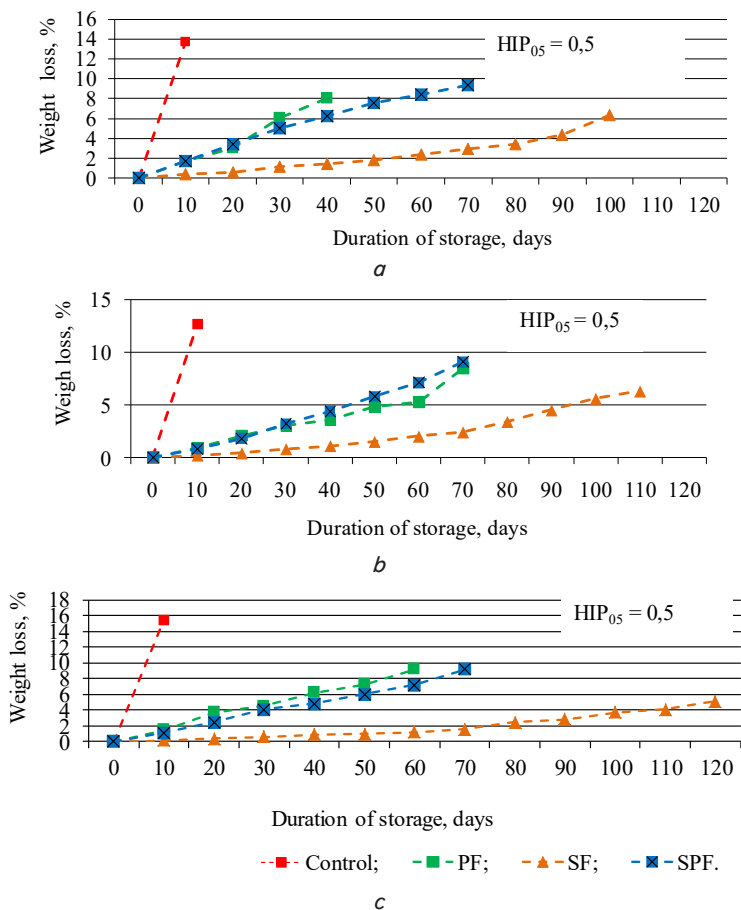 Weight loss, %
16
14
12
10
8
6
4
2
0
HIP05 = 0,5
0 10 20 30 40 50 60 70 80 90 100 110 120
Duration of storage, days
a
Weigh loss, %
15
10
5
0
HIP05 = 0,5
0 10 20 30 40 50 60 70 80 90 100 110 120
Duration of storage, days
b
Weight loss, %
18
16
14
12
10
8
6
4
2
0
HIP05 = 0,5
0 10 20 30 40 50 60 70 80 90 100 110 120
Duration of storage, days
Control; PF; SF; SPF.
c